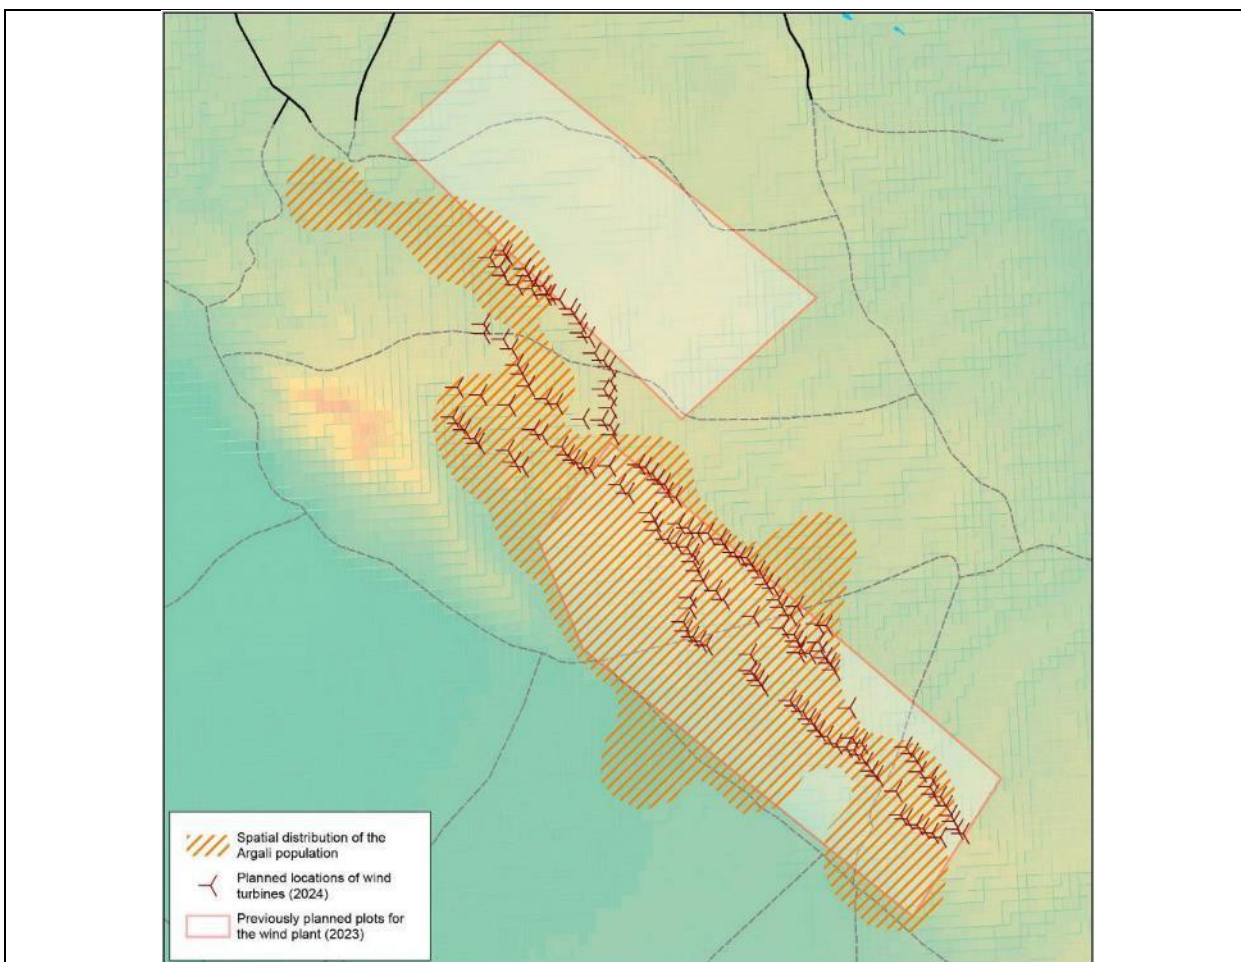 Spatial distribution of the
Argali population
Planned locations of wind
turbines (2024)
Previously planned plots for
the wind plant (2023)